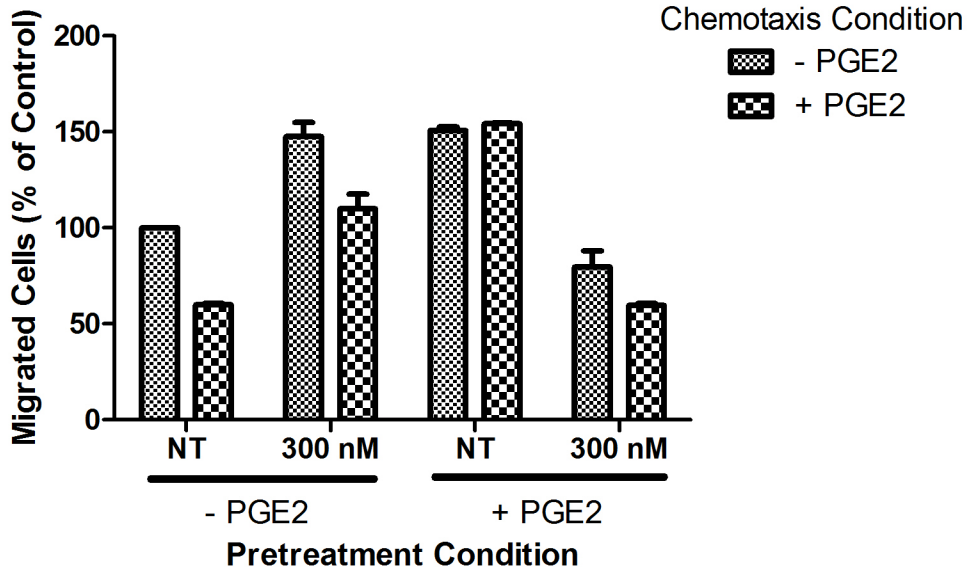 Chemotaxis Condition
- PGE2
+ PGE2
Migrated Cells (% of Control)
200
150
100
50
0
NT 300 nM NT 300 nM
- PGE2 + PGE2
Pretreatment Condition